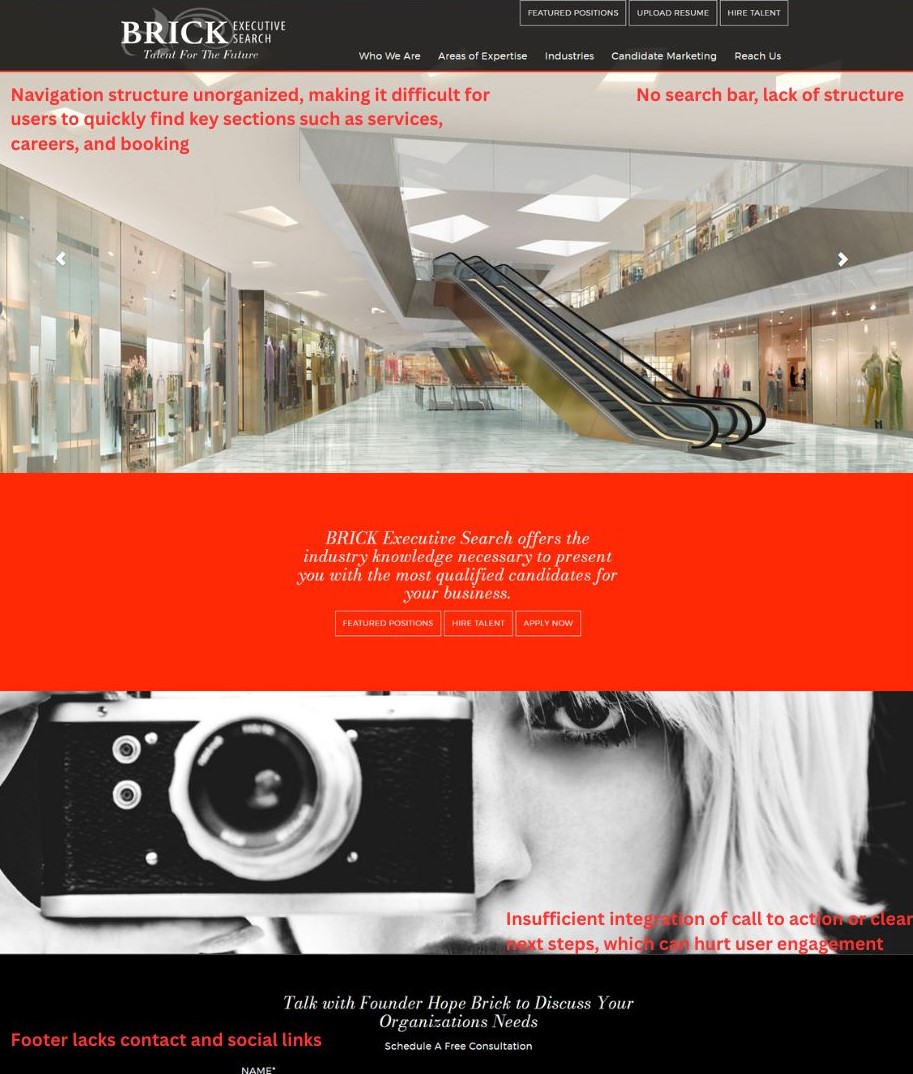 FEATURED POSITIONS
UPLOAD RESUME
HIRE TALENT
BRICK EXECUTIVE SEARCH
Talent For The Future
Who We Are
Areas of Expertise
Industries
Candidate Marketing
Reach Us
Navigation structure unorganized, making it difficult for
users to quickly find key sections such as services,
careers, and booking
No search bar, lack of structure
BRICK Executive Search offers the
industry knowledge necessary to present
you with the most qualified candidates for
your business.
FEATURED POSITIONS
HIRE TALENT
APPLY NOW
Insufficient integration of call to action or clear
next steps, which can hurt user engagement
Talk with Founder Hope Brick to Discuss Your
Organizations Needs
Footer lacks contact and social links
Schedule A Free Consultation
NAME*